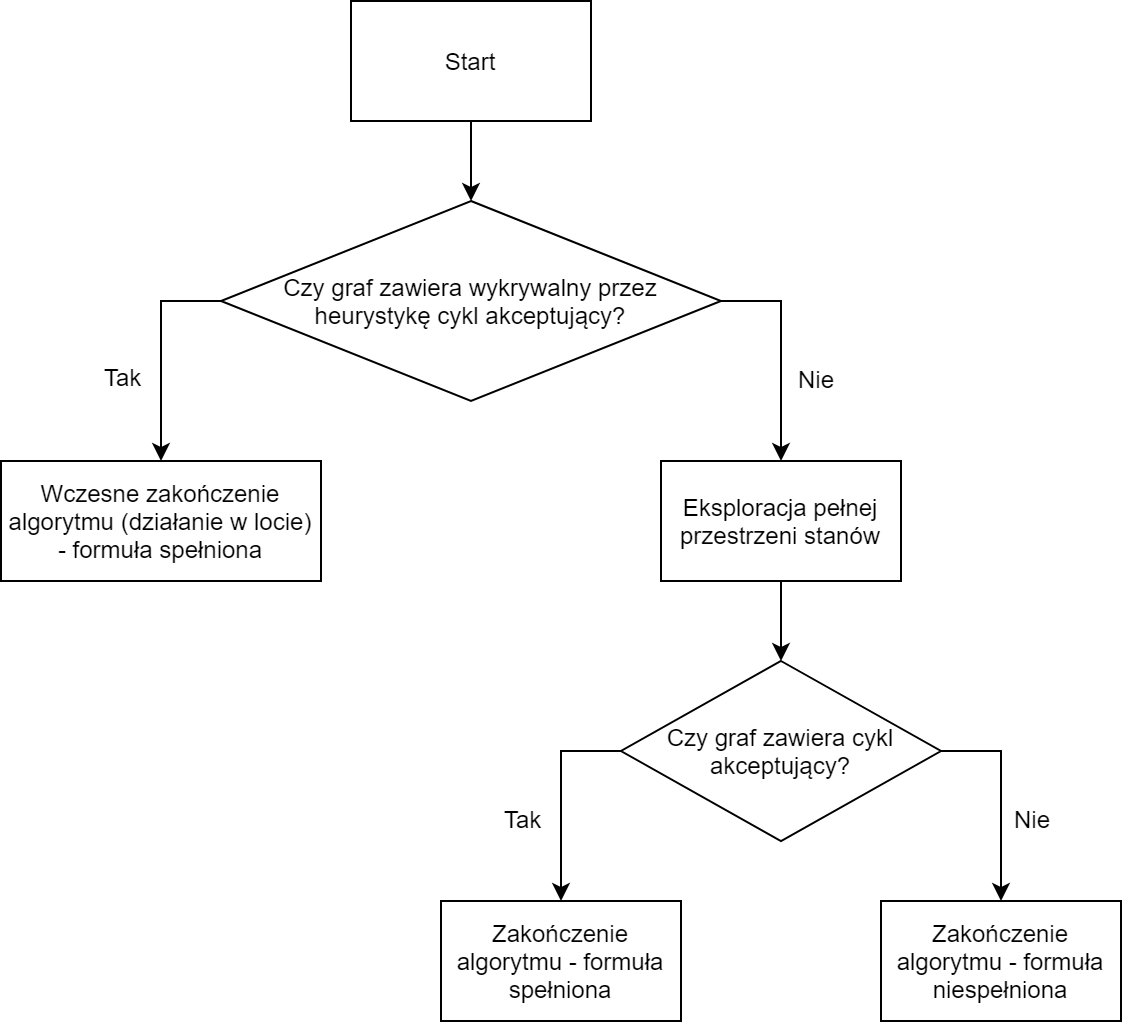 Start
Czy graf zawiera wykrywalny przez
heurystykę cykl akceptujący?
Tak
Nie
Wczesne zakończenie
algorytmu (działanie w locie)
- formuła spełniona
Eksploracja pełnej
przestrzeni stanów
Czy graf zawiera cykl
akceptujący?
Tak
Nie
Zakończenie
algorytmu - formuła
spełniona
Zakończenie
algorytmu - formuła
niespełniona